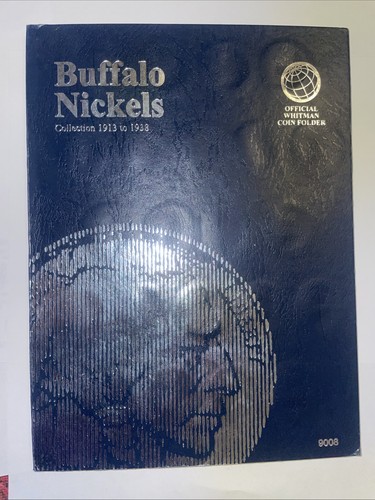 Buffalo
Nickels
Collection 1913 to 1938
OFFICIAL
WHITMAN
COIN FOLDER
9008